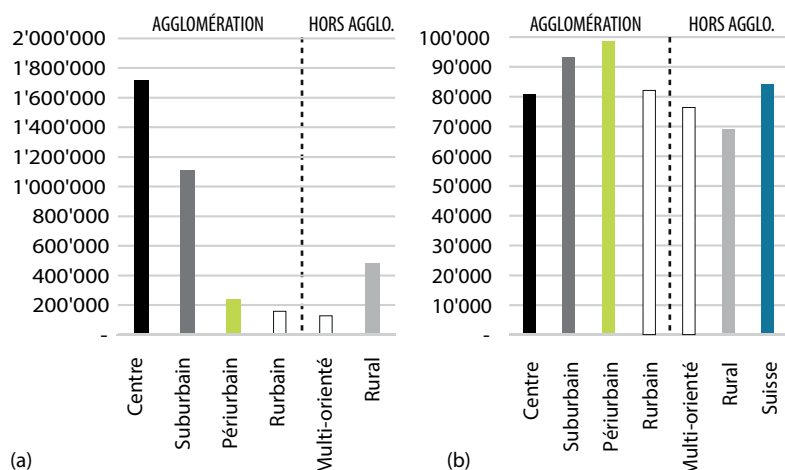 AGGLOMÉRATION
HORS AGGLO.
2'000'000
1'800'000
1'600'000
1'400'000
1'200'000
1'000'000
800'000
600'000
400'000
200'000
-
Centre
Suburbain
Périurbain
Rurbain
Multi-orienté
Rural
(a)
AGGLOMÉRATION
HORS AGGLO.
100'000
90'000
80'000
70'000
60'000
50'000
40'000
30'000
20'000
10'000
-
Centre
Suburbain
Périurbain
Rurbain
Multi-orienté
Rural
Suisse
(b)